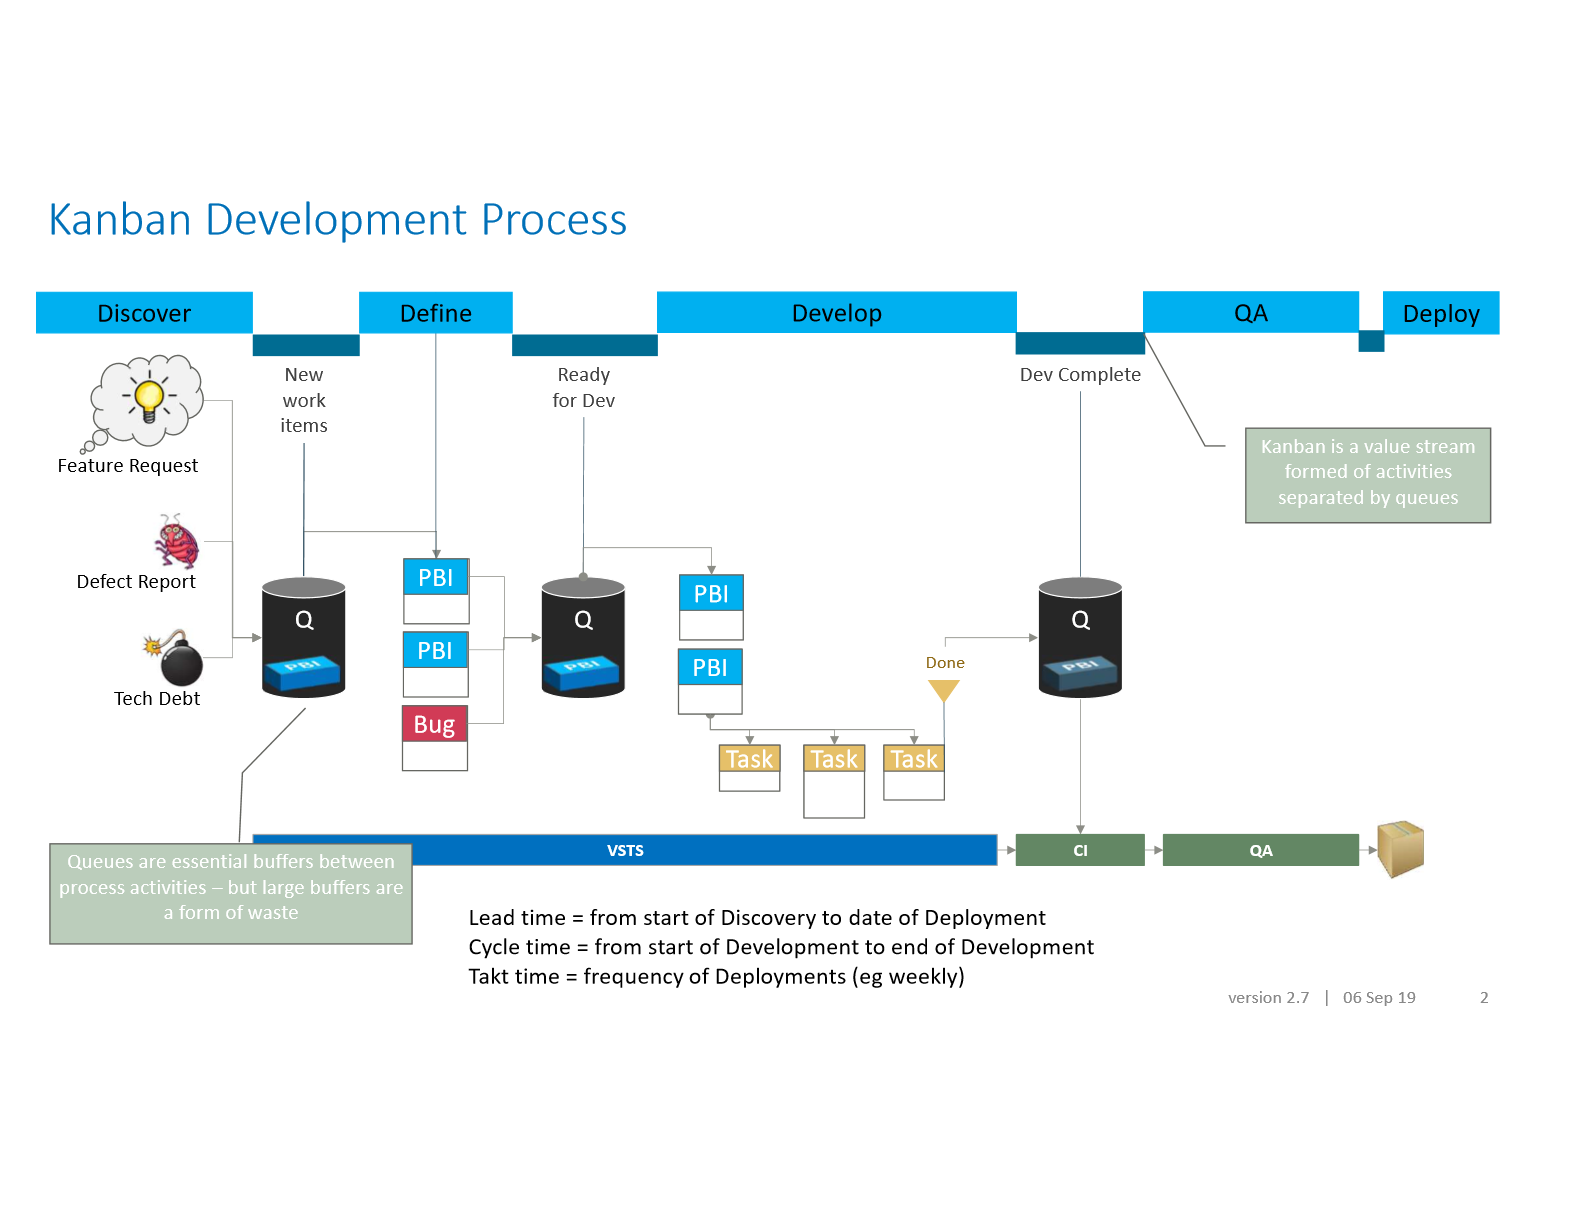 Kanban Development Process
Discover
Define
Develop
QA
Deploy
New
work
items
Ready
for Dev
Dev Complete
Feature Request
Defect Report
Tech Debt
Kanban is a value stream
formed of activities
separated by queues
Q
PBI
PBI
PBI
Bug
Q
PBI
PBI
PBI
Task
Task
Task
Done
Q
PBI
VSTS
CI
QA
Queues are essential buffers between
process activities – but large buffers are
a form of waste
Lead time = from start of Discovery to date of Deployment
Cycle time = from start of Development to end of Development
Takt time = frequency of Deployments (eg weekly)
version 2.7 | 06 Sep 19 2